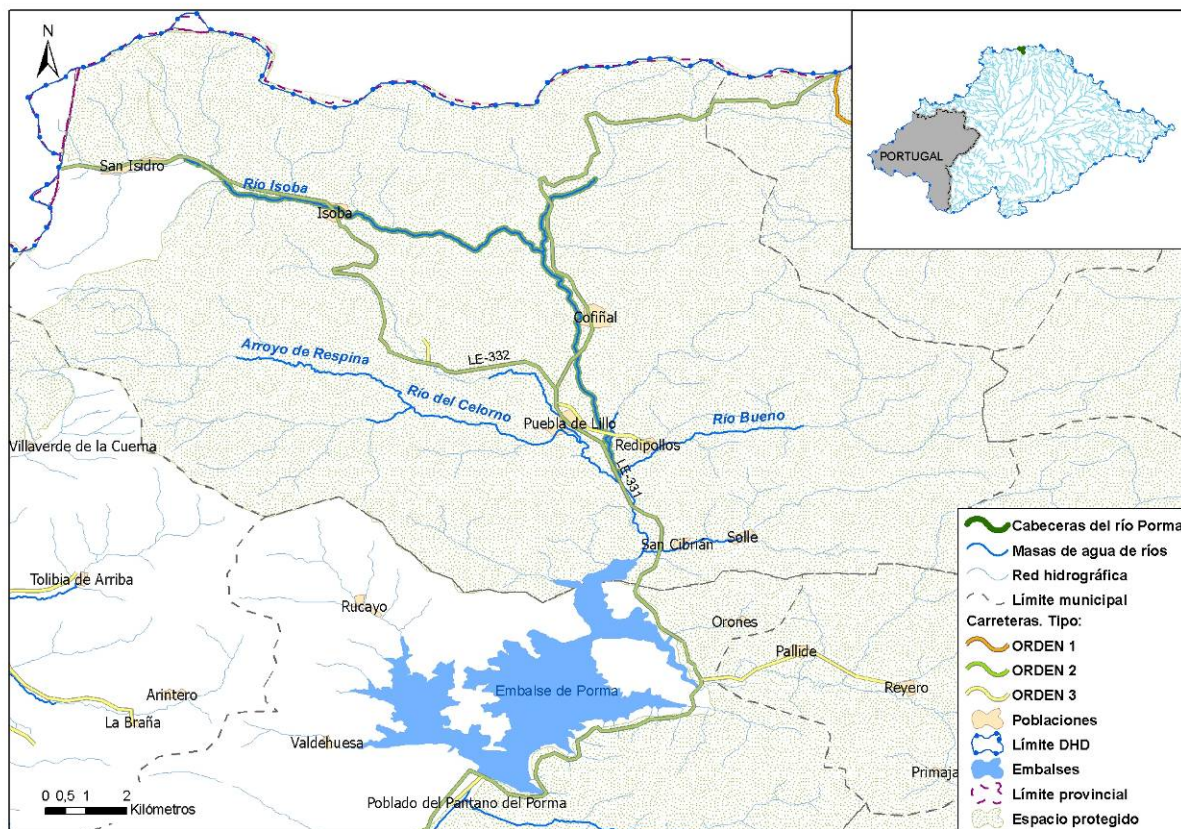 N
PORTUGAL
San Isidro
Río Isoba
Isoba
Cofiñal
Arroyo de Respina
LE-332
Río del Celorno
Puebla de Lillo
Río Bueno
Redipollos
Villaverde de la Cuerna
LE-331
San Cibrián
Solle
Tolibia de Arriba
Rucayo
Orones
Pallide
Reyero
Embalse de Porma
Arintero
La Braña
Valdehuesa
Primaja
Poblado del Pantano del Porma
0 0,5 1 2
Kilómetros
Cabeceras del río Porma
Masas de agua de ríos
Red hidrográfica
Límite municipal
Carreteras. Tipo:
ORDEN 1
ORDEN 2
ORDEN 3
Poblaciones
Límite DHD
Embalses
Límite provincial
Espacio protegido